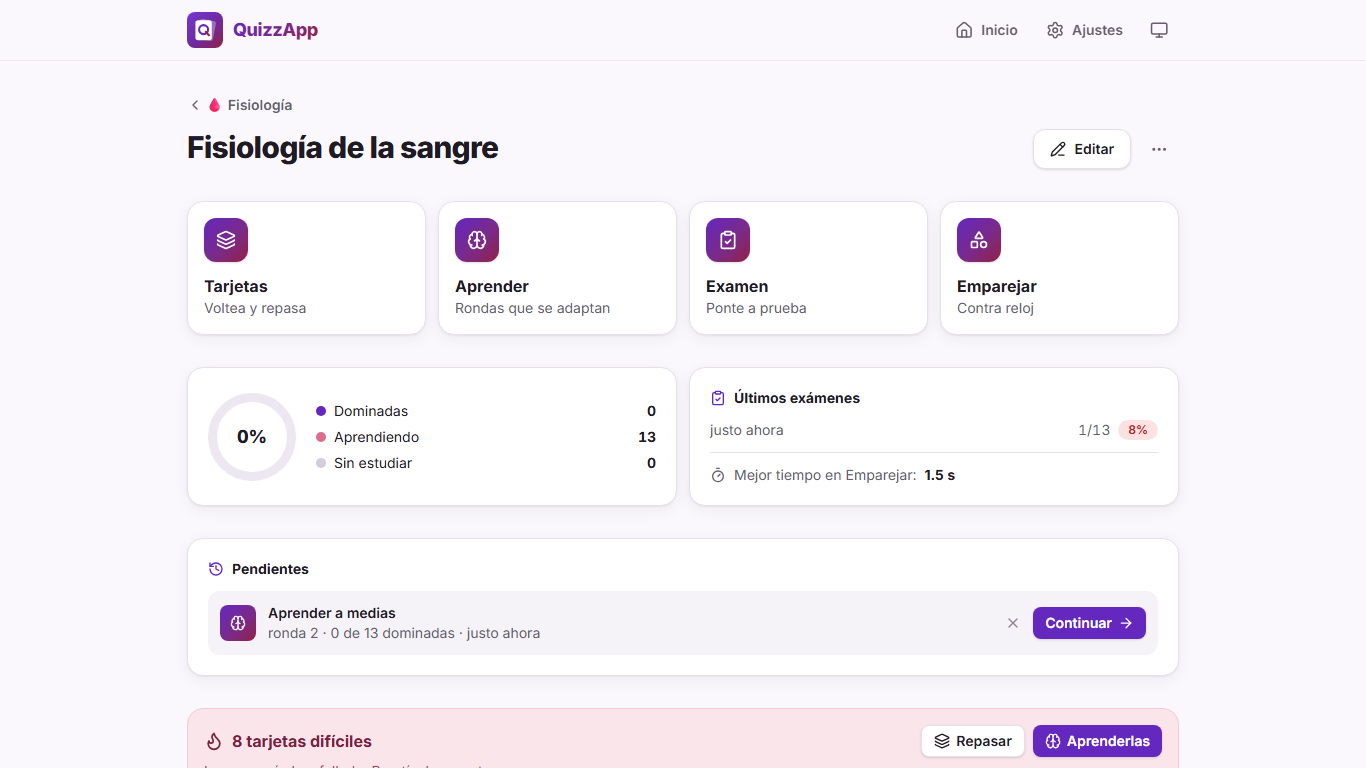 QuizzApp
Inicio
Ajustes
Fisiología
Fisiología de la sangre
Editar
Tarjetas
Voltea y repasa
Aprender
Rondas que se adaptan
Examen
Ponte a prueba
Emparejar
Contra reloj
0%
Dominadas 0
Aprendiendo 13
Sin estudiar 0
Últimos exámenes
justo ahora 1/13 8%
Mejor tiempo en Emparejar: 1.5 s
Pendientes
Aprender a medias
ronda 2 · 0 de 13 dominadas · justo ahora
Continuar
8 tarjetas difíciles
Repasar
Aprenderlas